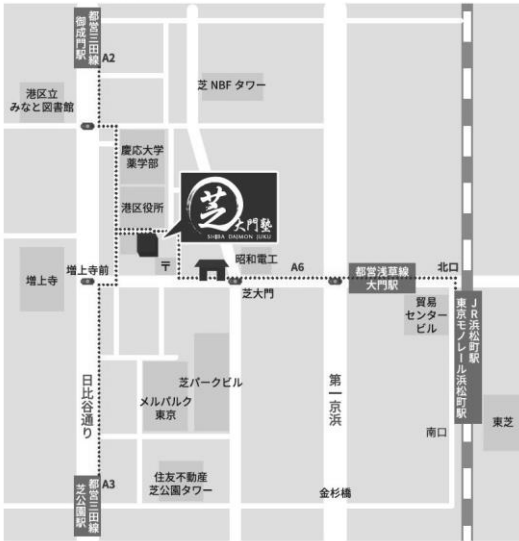 都営三田線
御成門駅
A2
港区立
みなと図書館
芝 NBF タワー
慶応大学
薬学部
港区役所
芝
大門塾
SHIBA DAIMON JUKU
増上寺
増上寺前
〒
昭和電工
芝大門
A6
都営浅草線
大門駅
北口
貿易
センター
ビル
JR浜松町駅
東京モノレール浜松町駅
日比谷通り
芝パークビル
メルパルク
東京
第一京浜
南口
東芝
都営三田線
芝公園駅
A3
住友不動産
芝公園タワー
金杉橋